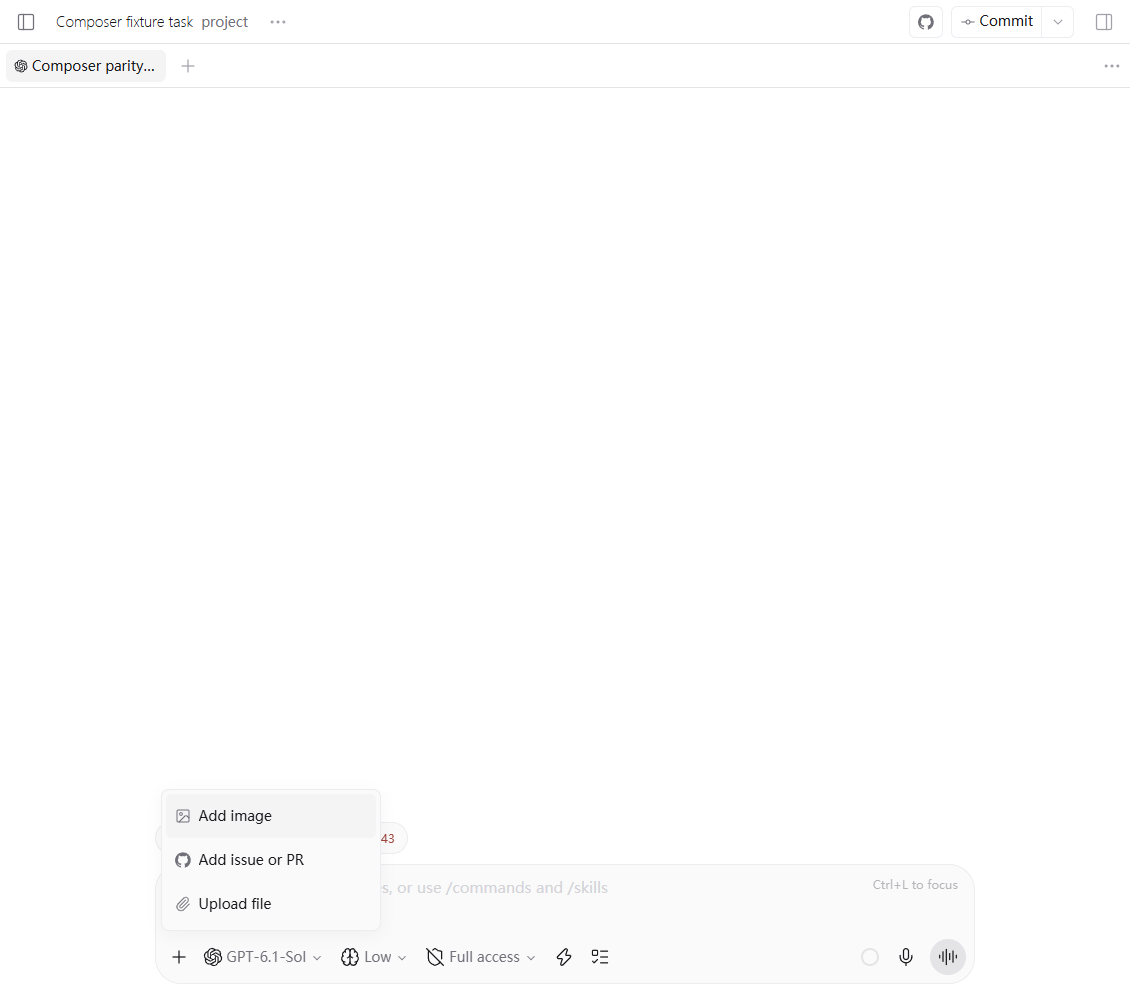 Composer fixture task project
Commit
Composer parity...
Add image
43
Add issue or PR
or use /commands and /skills
Ctrl+L to focus
Upload file
GPT-6.1-Sol
Low
Full access